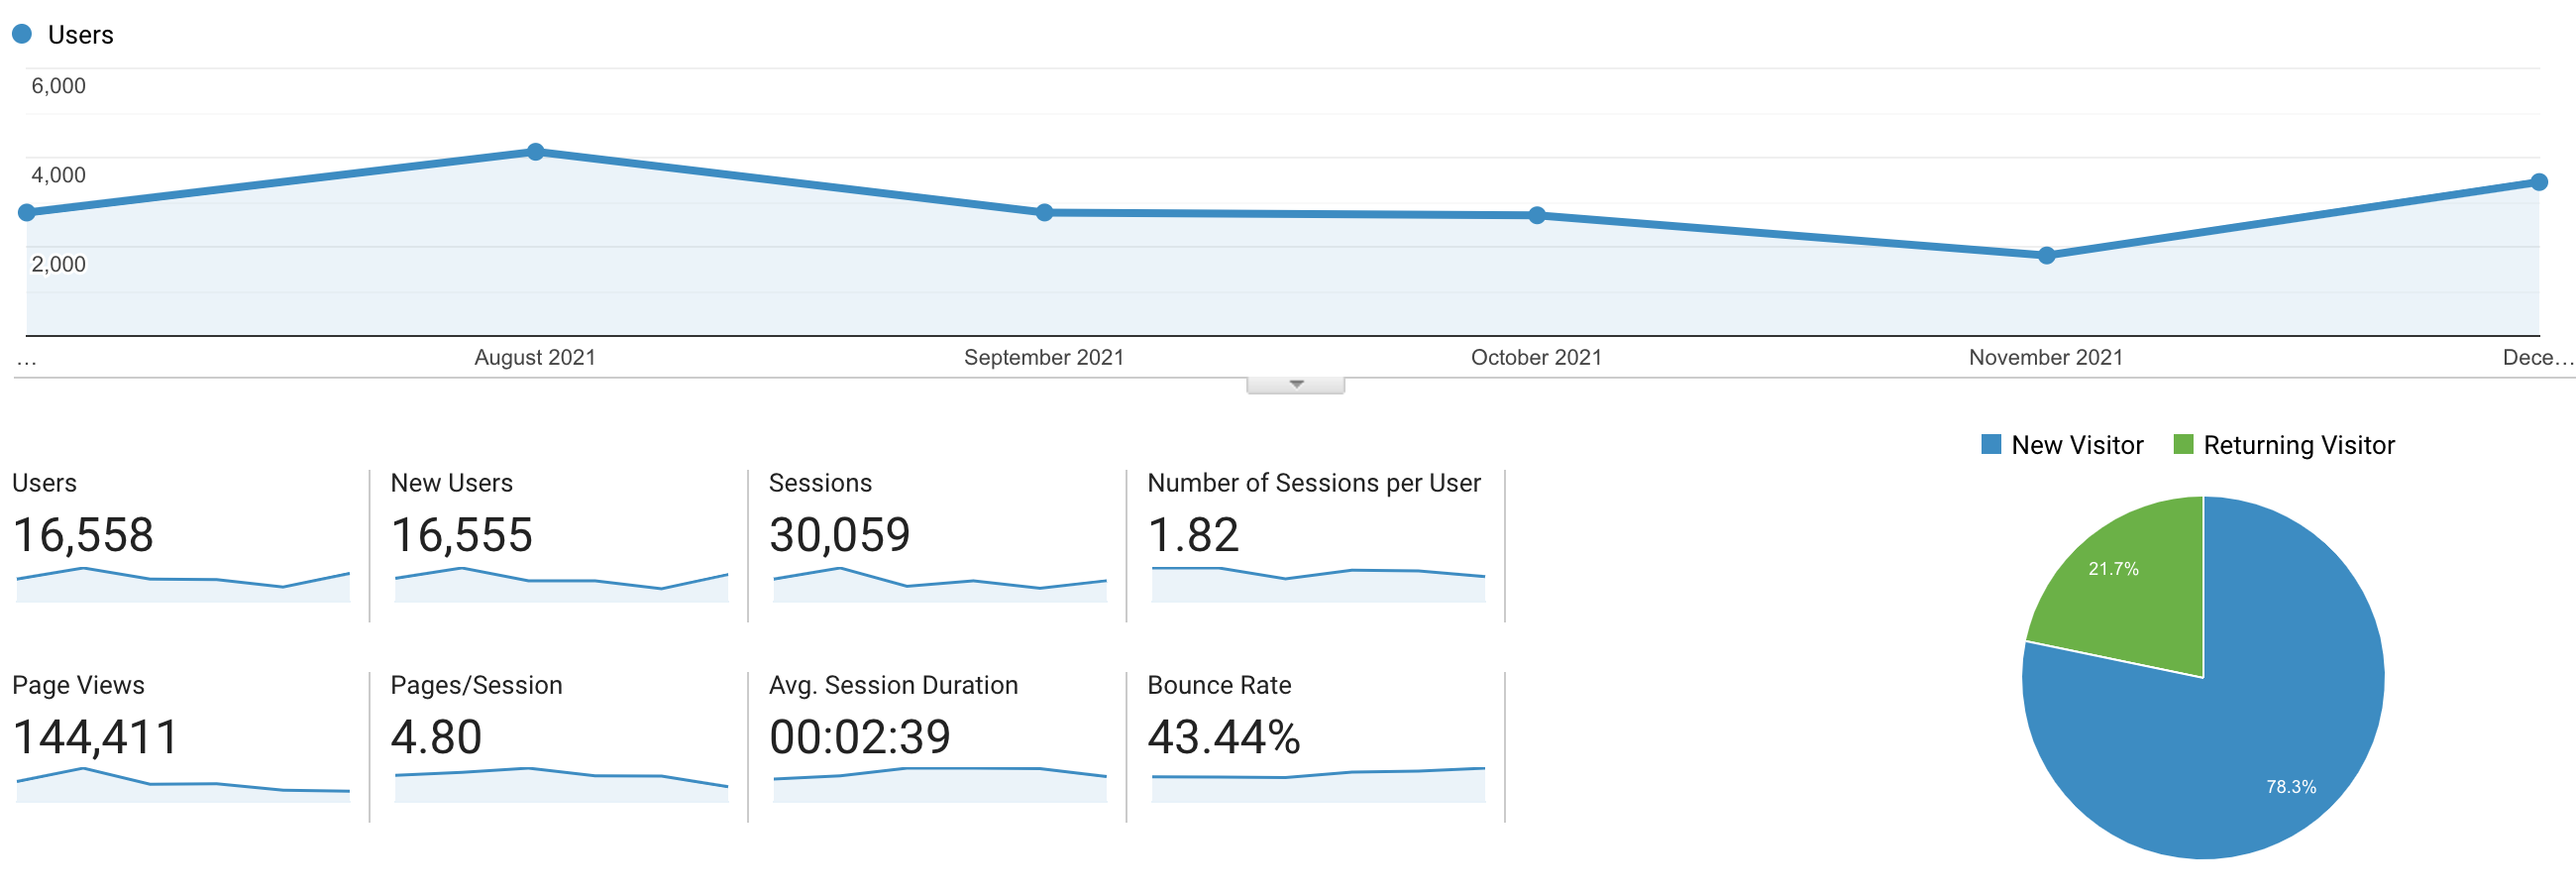 Users
6,000
4,000
2,000
... August 2021 September 2021 October 2021 November 2021 Dece...
New Visitor Returning Visitor
Users New Users Sessions Number of Sessions per User
16,558 16,555 30,059 1.82
21.7%
Page Views Pages/Session Avg. Session Duration Bounce Rate
144,411 4.80 00:02:39 43.44%
78.3%